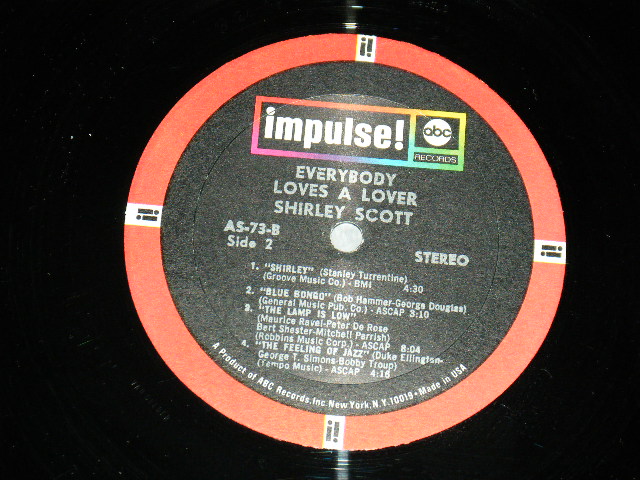 i!
impulse!
abc
RECORDS
EVERYBODY
LOVES A LOVER
SHIRLEY SCOTT
AS-73-B
Side 2
STEREO
1. "SHIRLEY" (Stanley Turrentine)
(Groove Music Co.) - BMI 4:30
2. "BLUE BONGO" (Bob Hammer-George Douglas)
(General Music Pub. Co.) - ASCAP 3:10
3. "THE LAMP IS LOW"
(Maurice Ravel-Peter De Rose
Bert Shester-Mitchell Parrish)
(Robbins Music Corp.) - ASCAP 8:04
4. "THE FEELING OF JAZZ" (Duke Ellington-
George T. Simons-Bobby Troup)
(Tempo Music) - ASCAP 4:16
A Product of ABC Records, Inc. New York, N.Y. 10019 • Made in USA
i!
i!
i!